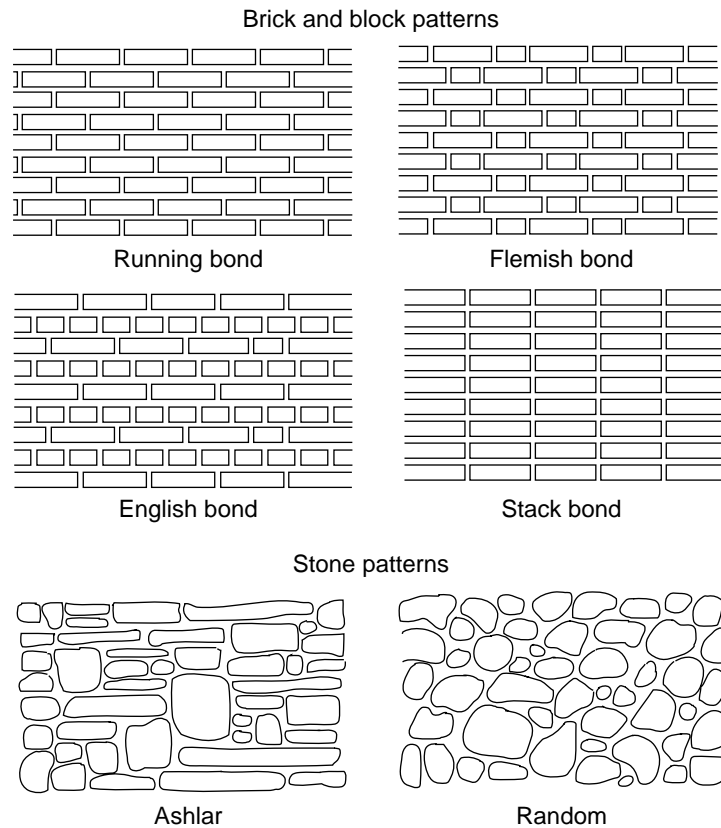 Brick and block patterns
Running bond
Flemish bond
English bond
Stack bond
Stone patterns
Ashlar
Random